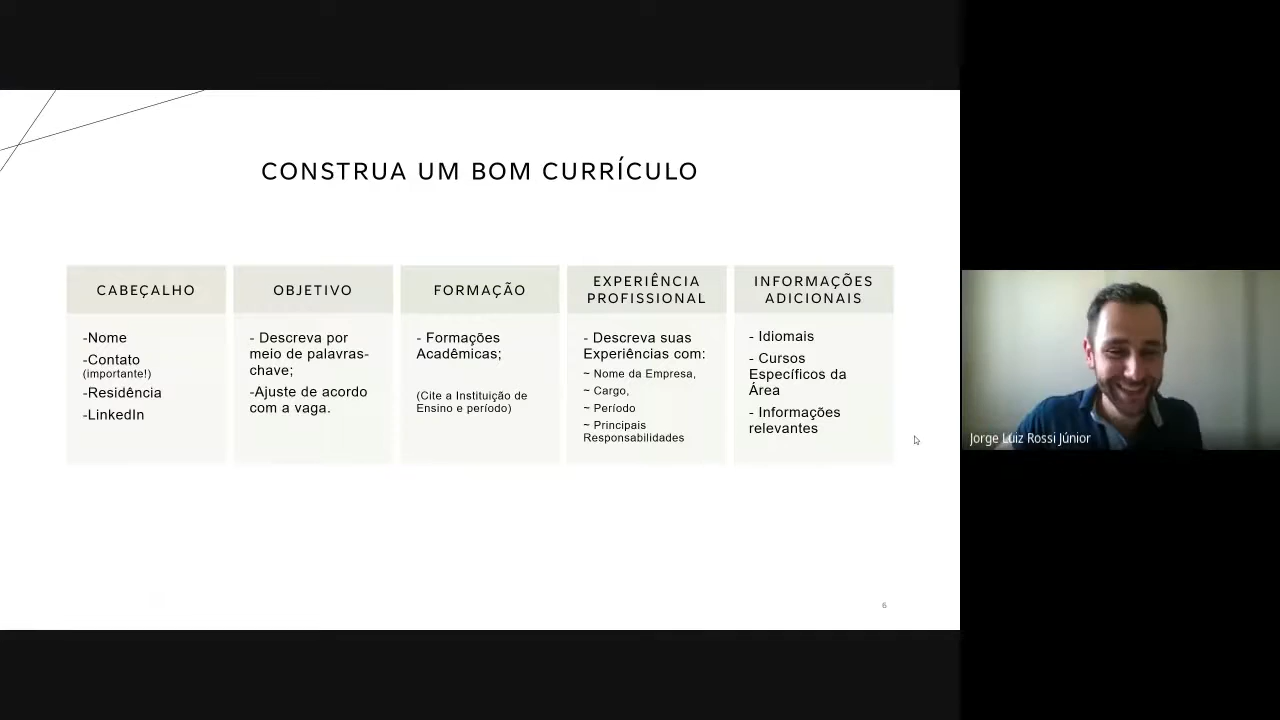 CONSTRUA UM BOM CURRÍCULO
CABEÇALHO
-Nome
-Contato
(importante!)
-Residência
-LinkedIn
OBJETIVO
- Descreva por
meio de palavras-
chave;
-Ajuste de acordo
com a vaga.
FORMAÇÃO
- Formações
Acadêmicas;
(Cite a Instituição de
Ensino e período)
EXPERIÊNCIA
PROFISSIONAL
- Descreva suas
Experiências com:
~ Nome da Empresa,
~ Cargo,
~ Período
~ Principais
Responsabilidades
INFORMAÇÕES
ADICIONAIS
- Idiomais
- Cursos
Específicos da
Área
- Informações
relevantes
6
Jorge Luiz Rossi Júnior